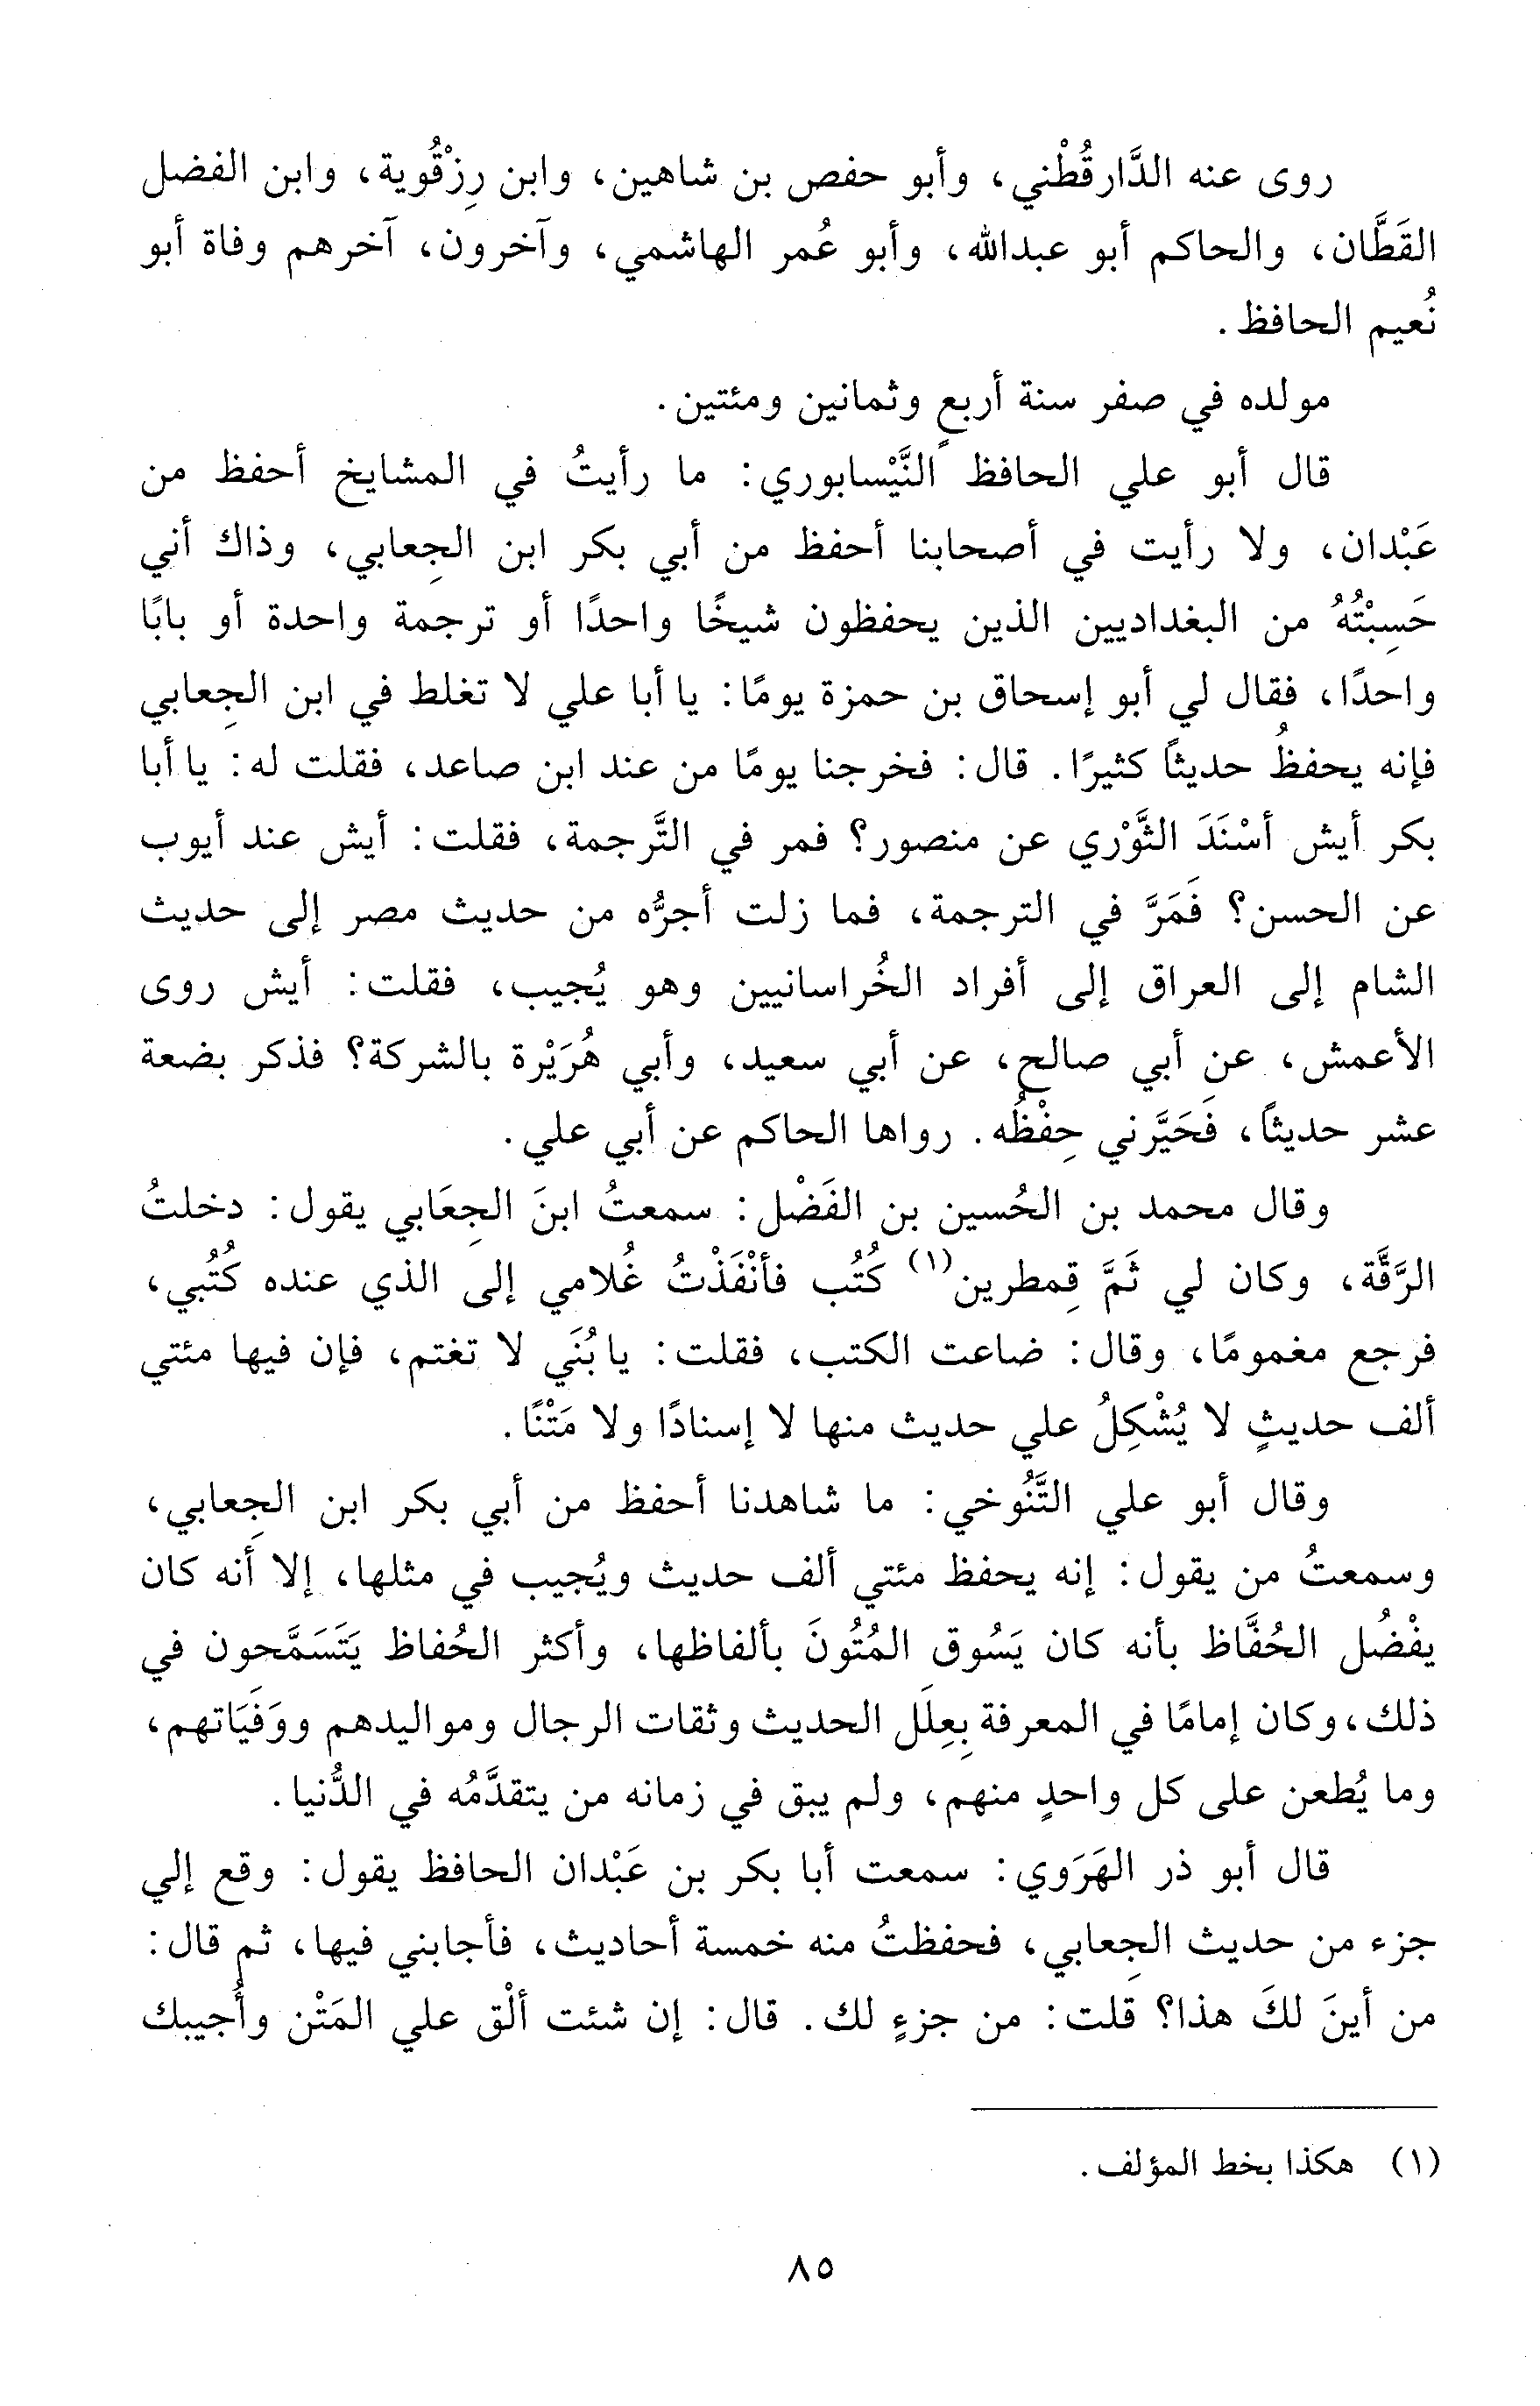 روى عنه الدَّارقُطْني، وأبو حفص بن شاهين، وابن رِزْقُوية، وابن الفضل
القَطَّان، والحاكم أبو عبدالله، وأبو عُمر الهاشمي، وآخرون، آخرهم وفاة أبو
نُعيم الحافظ.
مولده في صفر سنة أربعٍ وثمانين ومئتين.
قال أبو علي الحافظ النَّيْسابوري: ما رأيتُ في المشايخ أحفظ من
عَبْدان، ولا رأيت في أصحابنا أحفظ من أبي بكر ابن الجِعابي، وذاك أني
حَسِبْتُهُ من البغداديين الذين يحفظون شيخًا واحدًا أو ترجمة واحدة أو بابًا
واحدًا، فقال لي أبو إسحاق بن حمزة يومًا: يا أبا علي لا تغلط في ابن الجِعابي
فإنه يحفظُ حديثًا كثيرًا. قال: فخرجنا يومًا من عند ابن صاعد، فقلت له: يا أبا
بكر أيش أسْنَدَ الثَّوْري عن منصور؟ فمر في التَّرجمة، فقلت: أيش عند أيوب
عن الحسن؟ فَمَرَّ في الترجمة، فما زلت أجرُّه من حديث مصر إلى حديث
الشام إلى العراق إلى أفراد الخُراسانيين وهو يُجيب، فقلت: أيش روى
الأعمش، عن أبي صالح، عن أبي سعيد، وأبي هُرَيْرة بالشركة؟ فذكر بضعة
عشر حديثًا، فَحَيَّرني حِفْظُه. رواها الحاكم عن أبي علي.
وقال محمد بن الحُسين بن الفَضْل: سمعتُ ابنَ الجِعَابي يقول: دخلتُ
الرَّقَّة، وكان لي ثَمَّ قِمطرين(١) كُتُب فأنْفَذْتُ غُلامي إلى الذي عنده كُتُبي،
فرجع مغمومًا، وقال: ضاعت الكتب، فقلت: يا بُنَي لا تغتم، فإن فيها مئتي
ألف حديثٍ لا يُشْكِلُ علي حديث منها لا إسنادًا ولا مَتْنًا.
وقال أبو علي التَّنُوخي: ما شاهدنا أحفظ من أبي بكر ابن الجِعابي،
وسمعتُ من يقول: إنه يحفظ مئتي ألف حديث ويُجيب في مثلها، إلا أنه كان
يفْضُل الحُفَّاظ بأنه كان يَسُوق المُتُونَ بألفاظها، وأكثر الحُفاظ يَتَسَمَّحون في
ذلك، وكان إمامًا في المعرفة بِعِلَل الحديث وثقات الرجال ومواليدهم ووَفَيَاتهم،
وما يُطعن على كل واحدٍ منهم، ولم يبق في زمانه من يتقدَّمُه في الدُّنيا.
قال أبو ذر الهَرَوي: سمعت أبا بكر بن عَبْدان الحافظ يقول: وقع إلي
جزء من حديث الجِعابي، فحفظتُ منه خمسة أحاديث، فأجابني فيها، ثم قال:
من أينَ لكَ هذا؟ قلت: من جزءٍ لك. قال: إن شئت ألْق علي المَتْن وأُجيبك
(١) هكذا بخط المؤلف.
٨٥